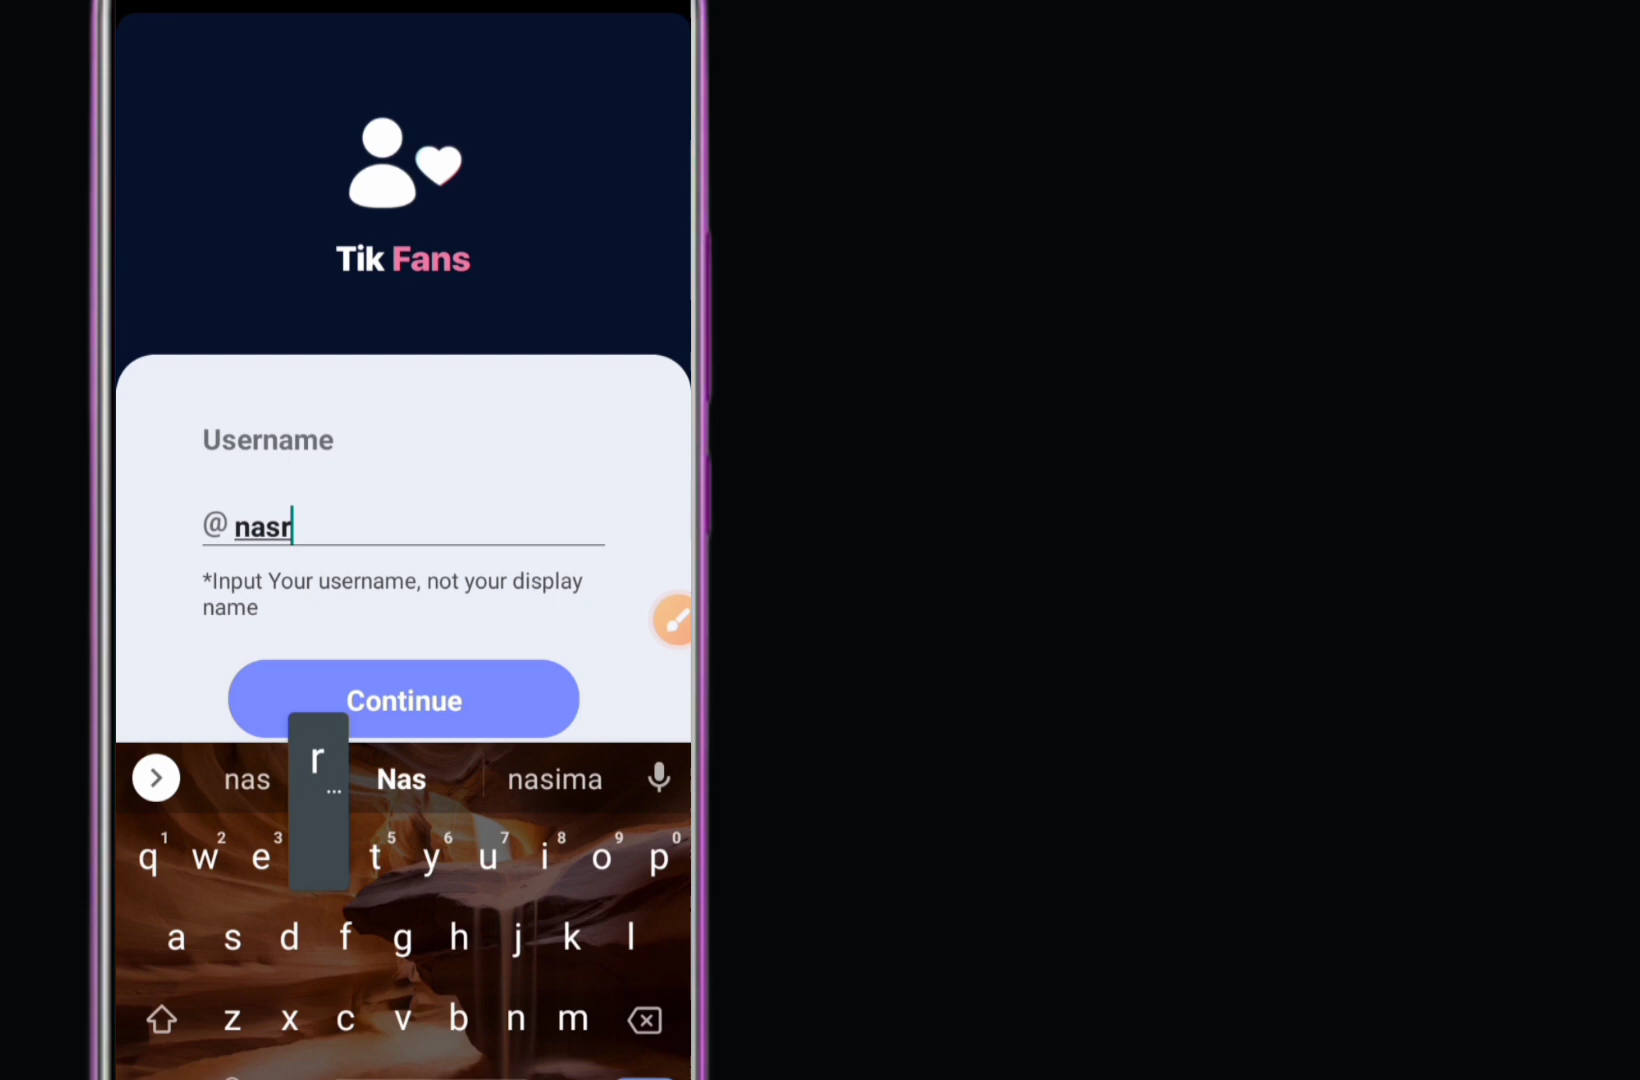 Tik Fans
Username
@ nasr
*Input Your username, not your display
name
Continue
r
...
nas Nas nasima
1 2 3 5 6 7 8 9 0
q w e t y u i o p
a s d f g h j k l
z x c v b n m